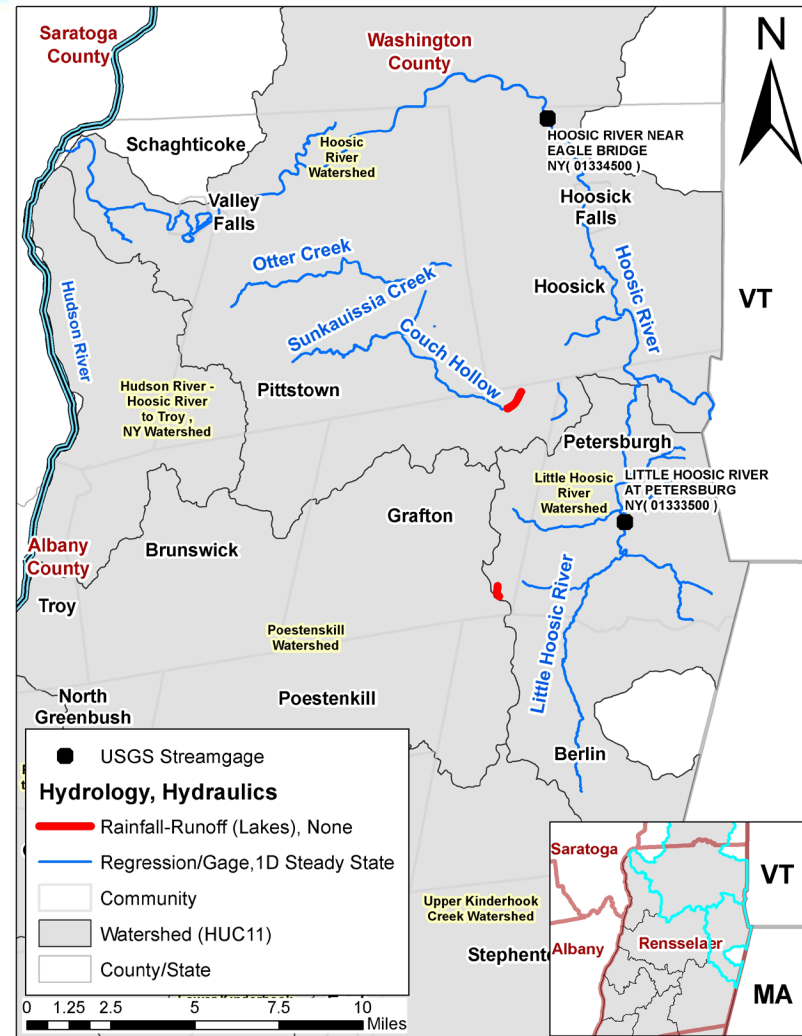 Saratoga
County
Washington
County
N
HOOSIC RIVER NEAR
EAGLE BRIDGE
NY( 01334500 )
Schaghticoke
Hoosic
River
Watershed
Valley
Falls
Hoosick
Falls
Otter Creek
Hoosick
Hoosic River
VT
Sunkauissia Creek
Hudson River
Couch Hollow
Hudson River -
Hoosic River
to Troy ,
NY Watershed
Pittstown
Petersburgh
Little Hoosic
River
Watershed
LITTLE HOOSIC RIVER
AT PETERSBURG
NY( 01333500 )
Grafton
Albany
County
Brunswick
Troy
Little Hoosic River
Poestenskill
Watershed
North
Greenbush
Poestenkill
Berlin
USGS Streamgage
Hydrology, Hydraulics
Rainfall-Runoff (Lakes), None
Regression/Gage,1D Steady State
Community
Watershed (HUC11)
County/State
0 1.25 2.5 5 7.5 10
Miles
Upper Kinderhook
Creek Watershed
Stephent
Saratoga
VT
Albany
Rensselaer
MA